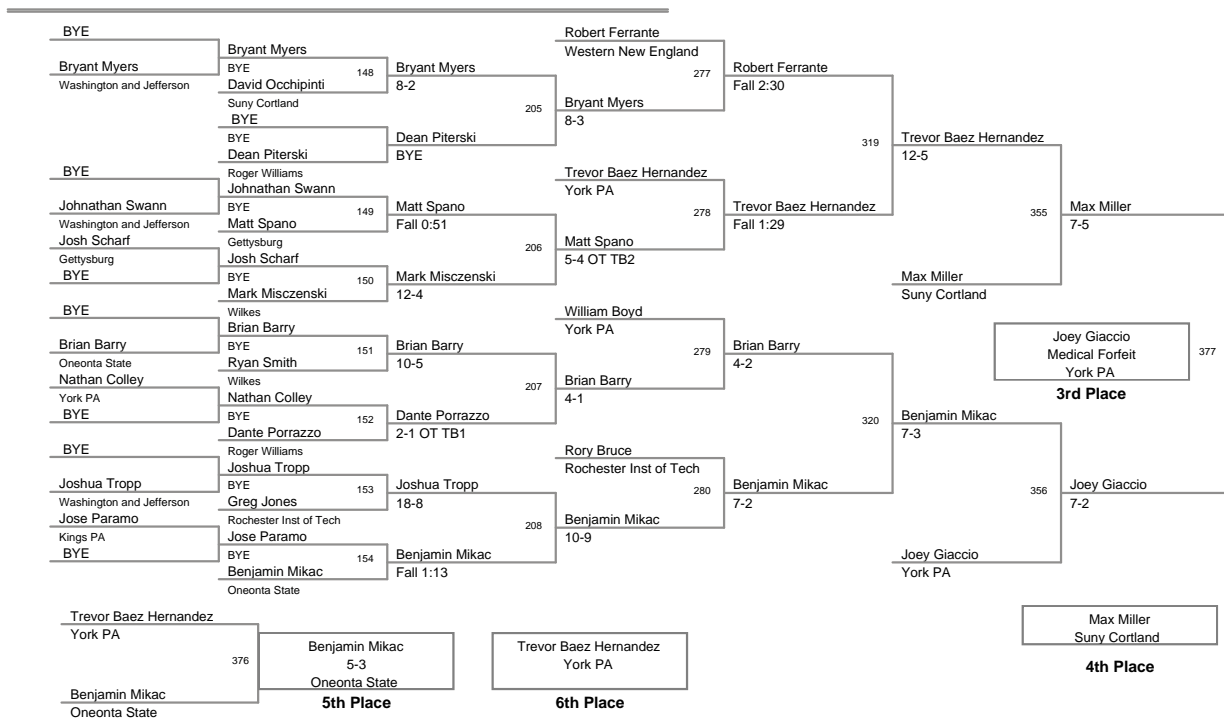 BYE
Bryant Myers
Washington and Jefferson
BYE
Johnathan Swann
Washington and Jefferson
Josh Scharf
Gettysburg
BYE
BYE
Brian Barry
Oneonta State
Nathan Colley
York PA
BYE
BYE
Joshua Tropp
Washington and Jefferson
Jose Paramo
Kings PA
BYE
Bryant Myers
BYE
148
David Occhipinti
Suny Cortland
BYE
BYE
Dean Piterski
Roger Williams
Johnathan Swann
BYE
149
Matt Spano
Gettysburg
Josh Scharf
BYE
150
Mark Misczenski
Wilkes
Brian Barry
BYE
151
Ryan Smith
Wilkes
Nathan Colley
BYE
152
Dante Porrazzo
Roger Williams
Joshua Tropp
BYE
153
Greg Jones
Rochester Inst of Tech
Jose Paramo
BYE
154
Benjamin Mikac
Oneonta State
Bryant Myers
8-2
205
Dean Piterski
BYE
Matt Spano
Fall 0:51
206
Mark Misczenski
12-4
Brian Barry
10-5
207
Dante Porrazzo
2-1 OT TB1
Joshua Tropp
18-8
208
Benjamin Mikac
Fall 1:13
Robert Ferrante
Western New England
277
Bryant Myers
8-3
Trevor Baez Hernandez
York PA
278
Matt Spano
5-4 OT TB2
William Boyd
York PA
279
Brian Barry
4-1
Rory Bruce
Rochester Inst of Tech
280
Benjamin Mikac
10-9
Robert Ferrante
Fall 2:30
319
Trevor Baez Hernandez
Fall 1:29
Brian Barry
4-2
320
Benjamin Mikac
7-2
Trevor Baez Hernandez
12-5
355
Max Miller
Suny Cortland
Benjamin Mikac
7-3
356
Joey Giaccio
York PA
Max Miller
7-5
Joey Giaccio
7-2
Joey Giaccio
Medical Forfeit
York PA
377
3rd Place
Max Miller
Suny Cortland
4th Place
Trevor Baez Hernandez
York PA
376
Benjamin Mikac
Oneonta State
Benjamin Mikac
5-3
Oneonta State
5th Place
Trevor Baez Hernandez
York PA
6th Place